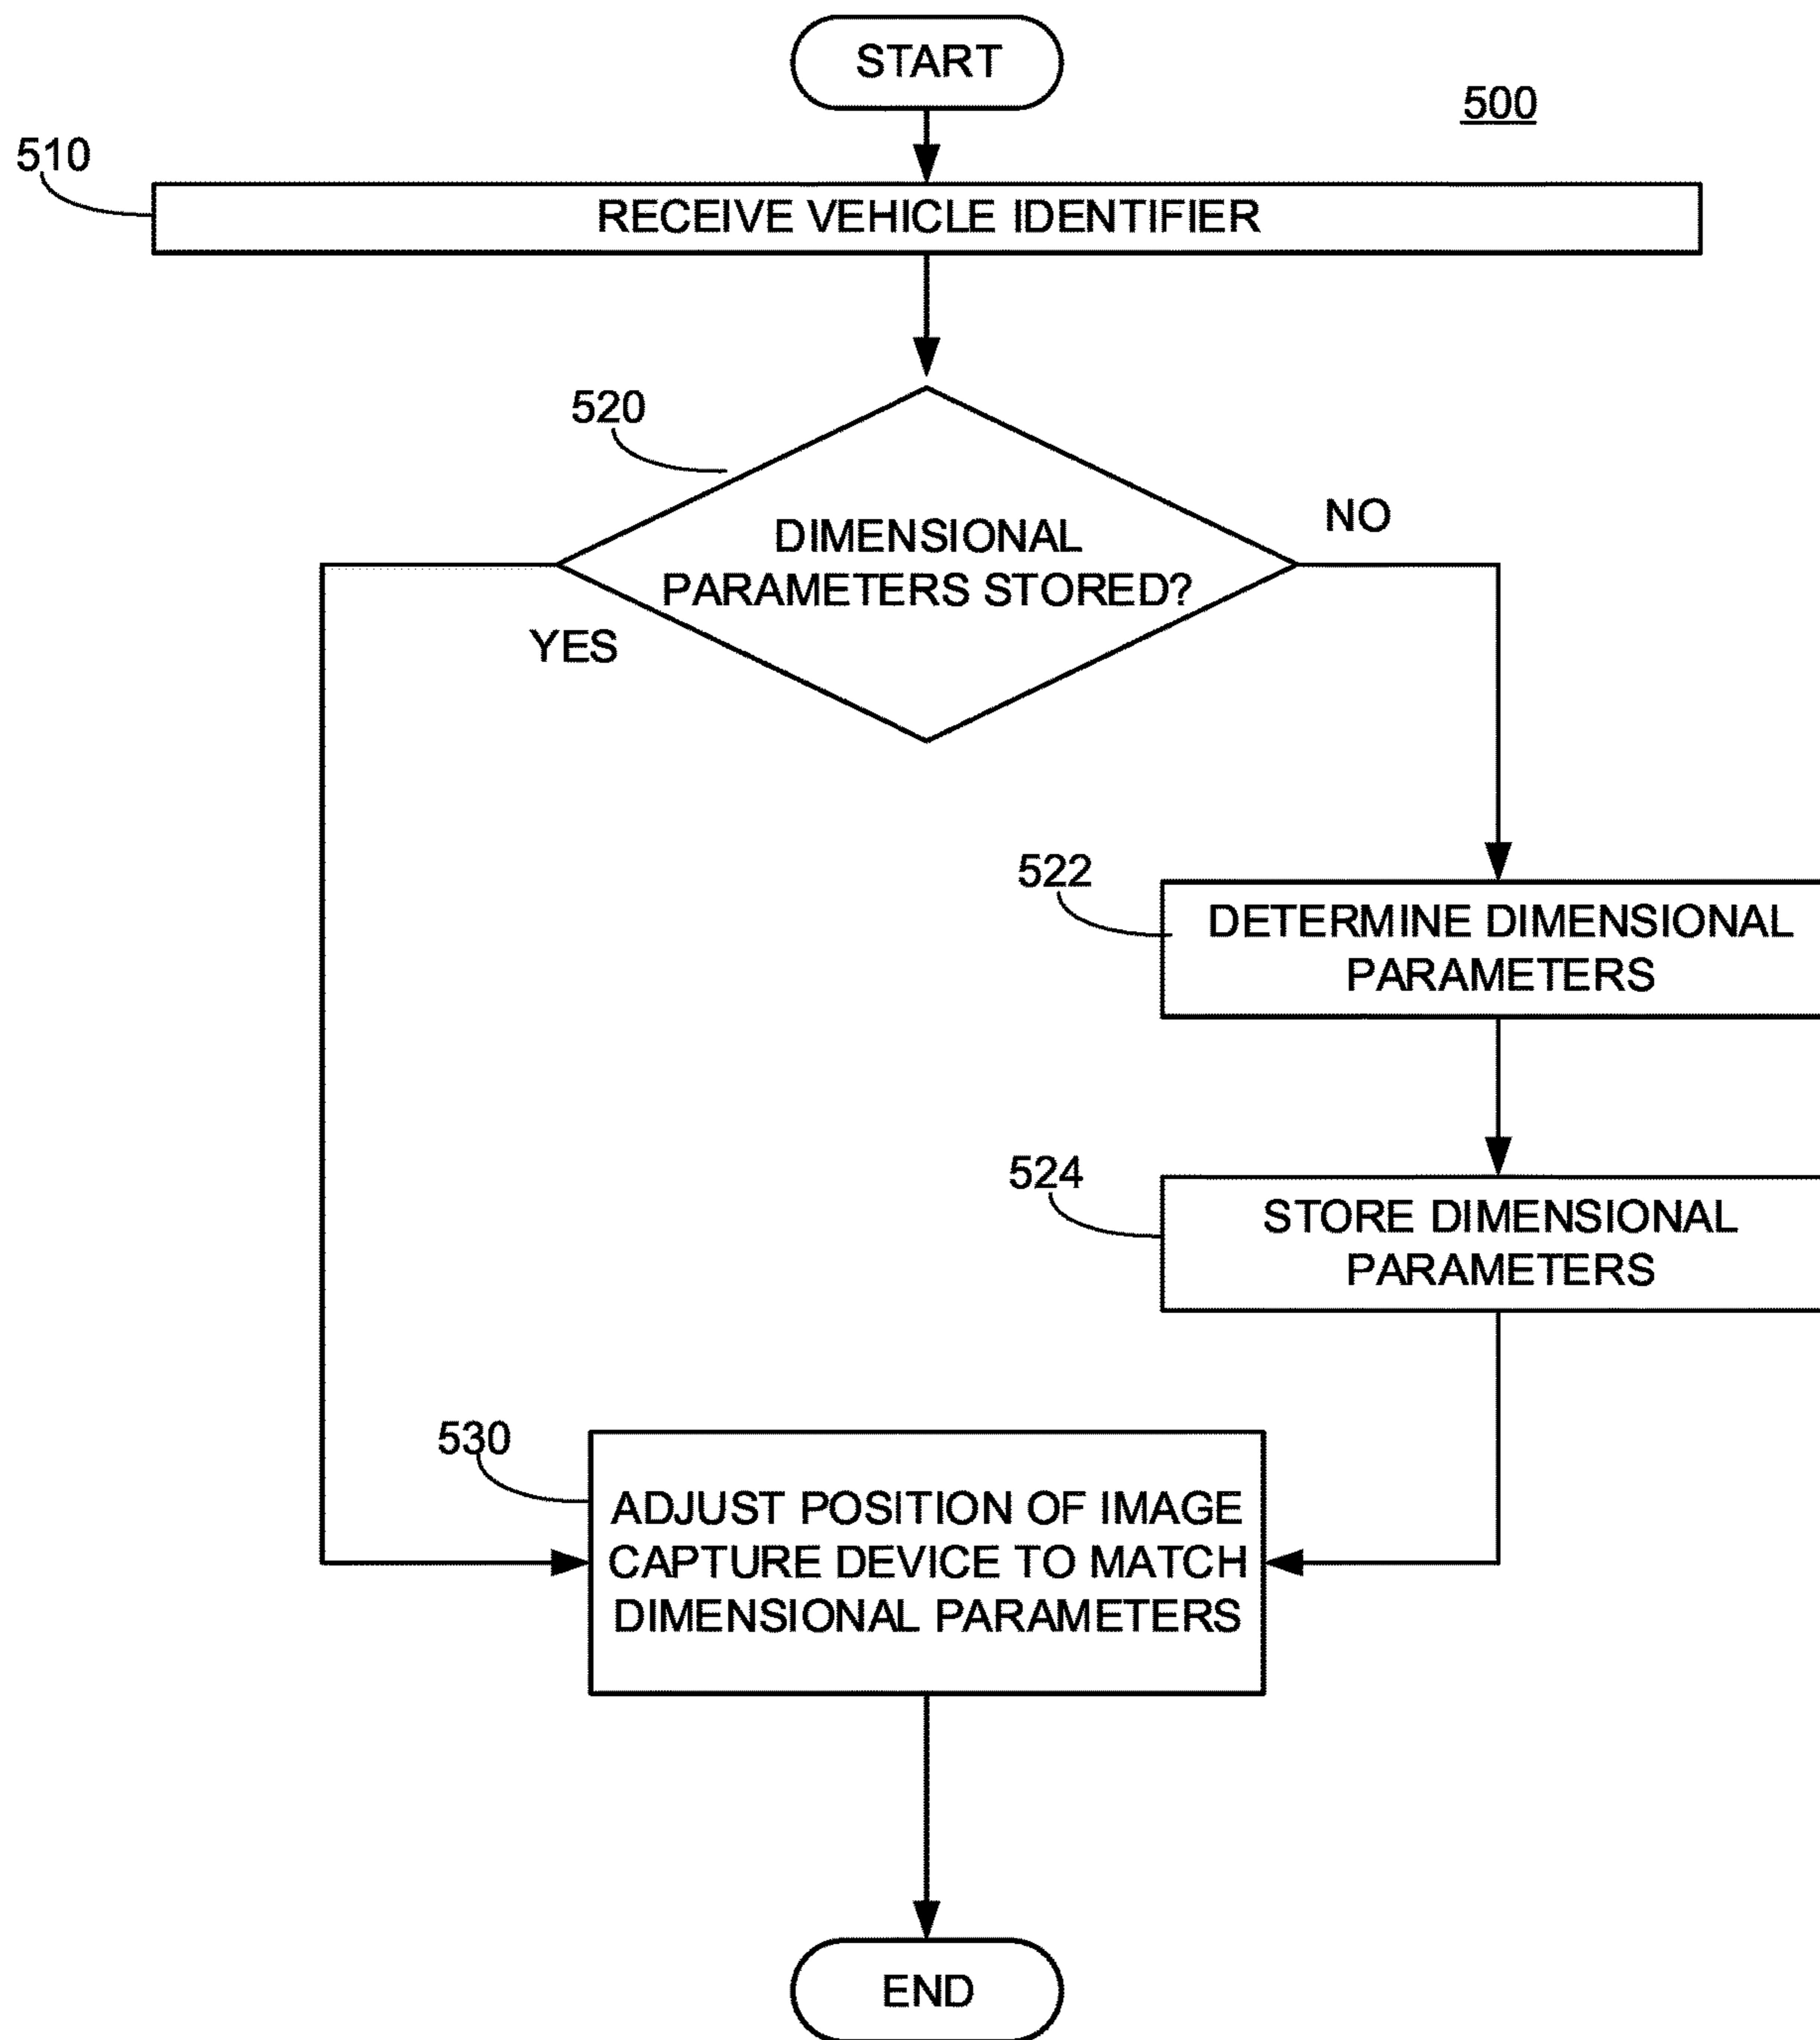 START
500
510
RECEIVE VEHICLE IDENTIFIER
520
DIMENSIONAL
PARAMETERS STORED?
NO
YES
522
DETERMINE DIMENSIONAL
PARAMETERS
524
STORE DIMENSIONAL
PARAMETERS
530
ADJUST POSITION OF IMAGE
CAPTURE DEVICE TO MATCH
DIMENSIONAL PARAMETERS
END